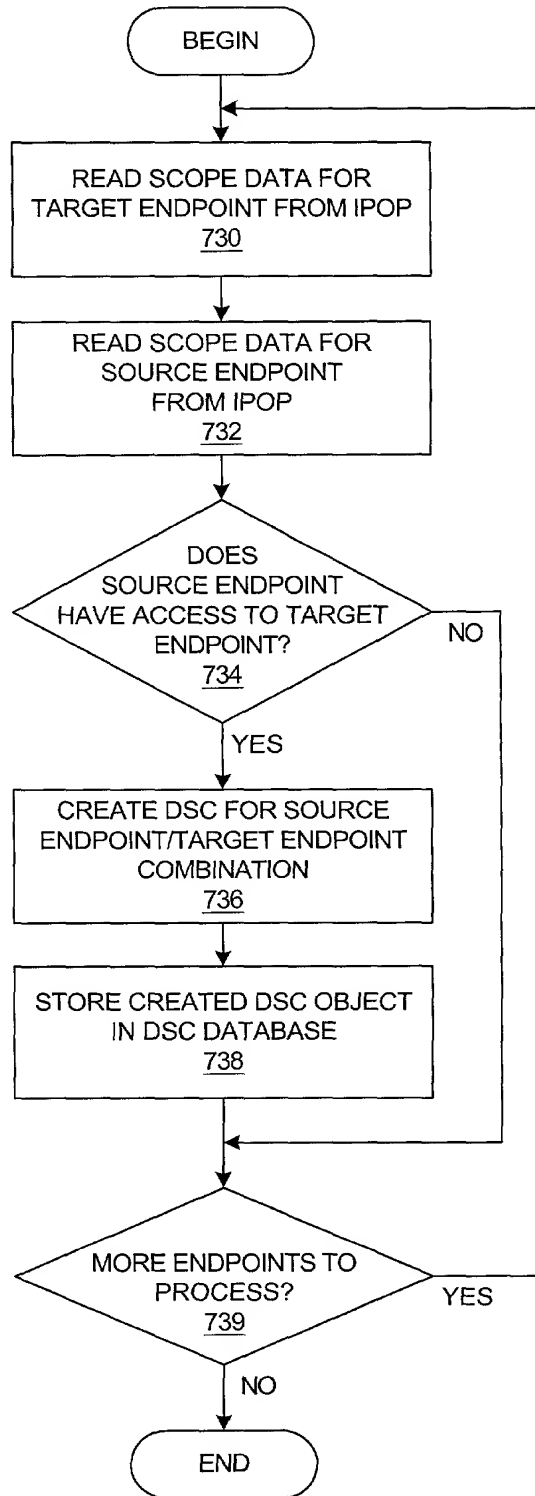 BEGIN
READ SCOPE DATA FOR
TARGET ENDPOINT FROM IPOP
730
READ SCOPE DATA FOR
SOURCE ENDPOINT
FROM IPOP
732
DOES
SOURCE ENDPOINT
HAVE ACCESS TO TARGET
ENDPOINT?
734
NO
YES
CREATE DSC FOR SOURCE
ENDPOINT/TARGET ENDPOINT
COMBINATION
736
STORE CREATED DSC OBJECT
IN DSC DATABASE
738
MORE ENDPOINTS TO
PROCESS?
739
YES
NO
END